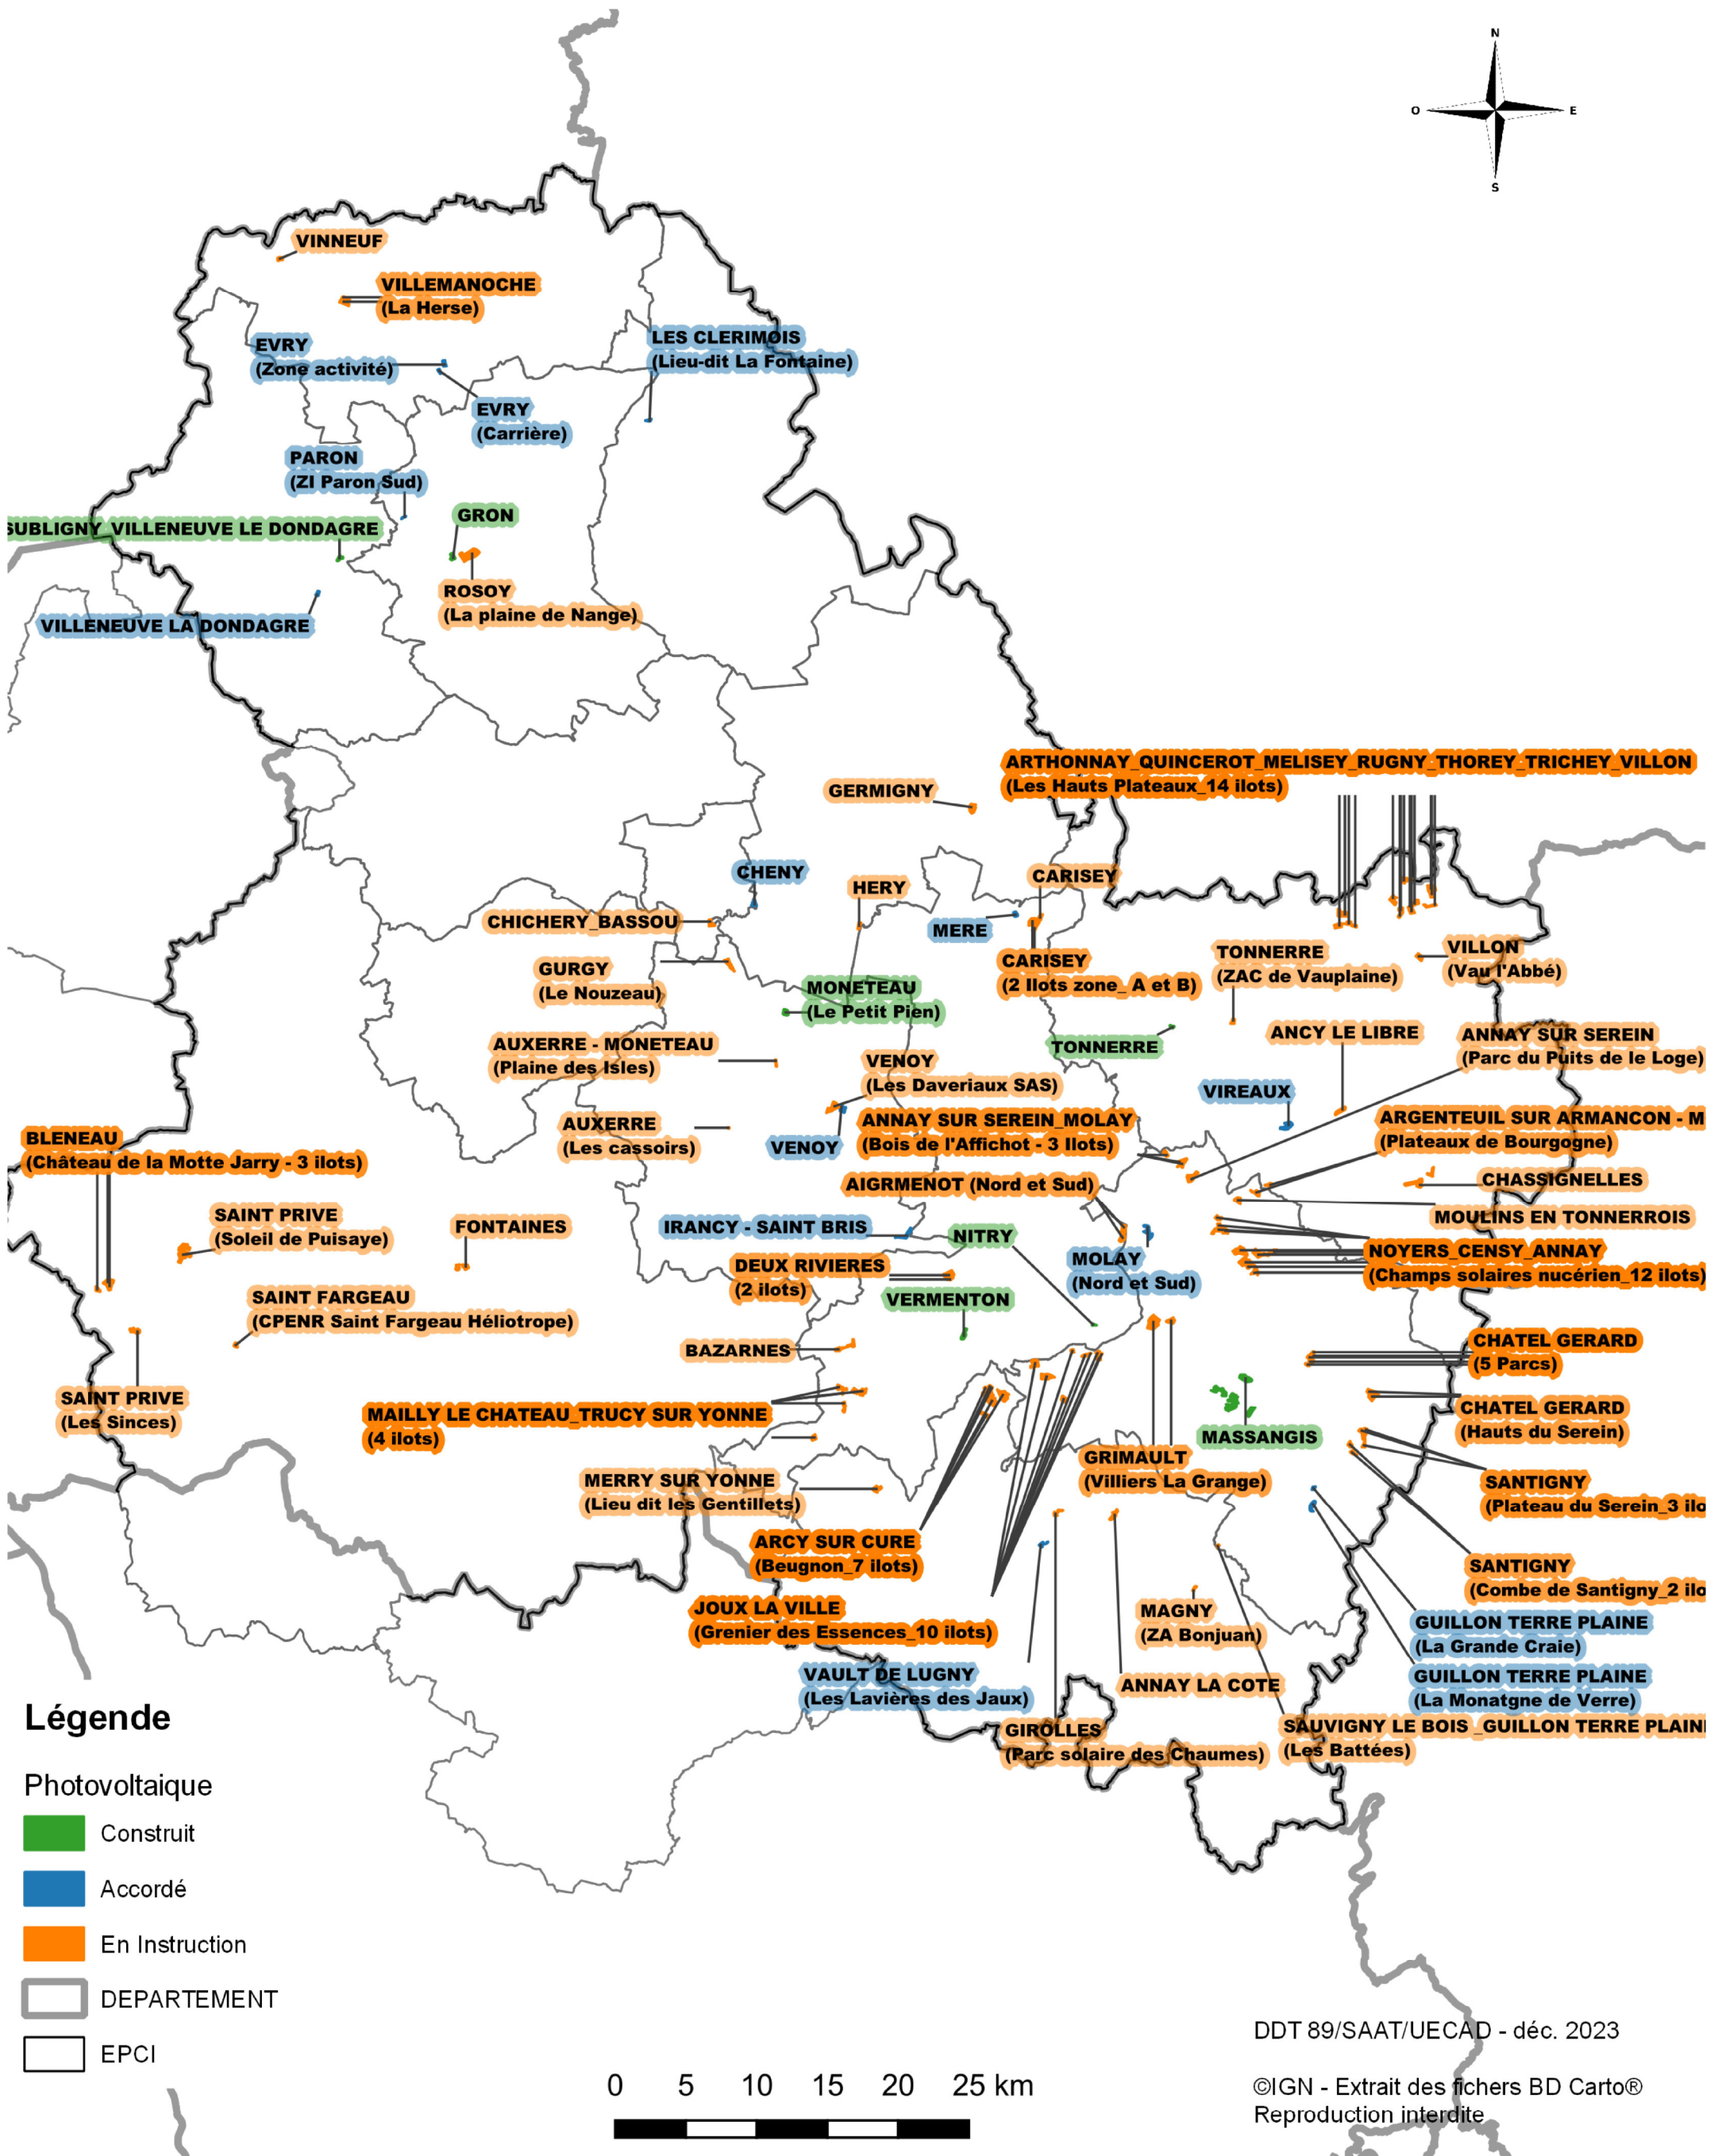 N
O
E
S
VINNEUF
VILLEMANOCHE
(La Herse)
EVRY
(Zone activité)
LES CLERIMOIS
(Lieu-dit La Fontaine)
EVRY
(Carrière)
PARON
(ZI Paron Sud)
GRON
SUBLIGNY_VILLENEUVE LE DONDAGRE
ROSOY
(La plaine de Nange)
VILLENEUVE LA DONDAGRE
ARTHONNAY_QUINCEROT_MELISEY_RUGNY_THOREY_TRICHEY_VILLON
(Les Hauts Plateaux_14 ilots)
GERMIGNY
CHENY
HERY
CARISEY
CHICHERY_BASSOU
MERE
CARISEY
(2 Ilots zone_ A et B)
TONNERRE
(ZAC de Vauplaine)
VILLON
(Vau l'Abbé)
GURGY
(Le Nouzeau)
MONETEAU
(Le Petit Pien)
AUXERRE - MONETEAU
(Plaine des Isles)
TONNERRE
ANCY LE LIBRE
ANNAY SUR SEREIN
(Parc du Puits de le Loge)
VENOY
(Les Daveriaux SAS)
VIREAUX
AUXERRE
(Les cassoirs)
VENOY
ANNAY SUR SEREIN_MOLAY
(Bois de l'Affichot - 3 Ilots)
ARGENTEUIL SUR ARMANCON - M
(Plateaux de Bourgogne)
BLENEAU
(Château de la Motte Jarry - 3 ilots)
AIGRMENOT (Nord et Sud)
CHASSIGNELLES
SAINT PRIVE
(Soleil de Puisaye)
FONTAINES
IRANCY - SAINT BRIS
NITRY
MOULINS EN TONNERROIS
DEUX RIVIERES
(2 ilots)
MOLAY
(Nord et Sud)
NOYERS_CENSY_ANNAY
(Champs solaires nucérien_12 ilots)
SAINT FARGEAU
(CPENR Saint Fargeau Héliotrope)
VERMENTON
BAZARNES
CHATEL GERARD
(5 Parcs)
SAINT PRIVE
(Les Sinces)
MAILLY LE CHATEAU_TRUCY SUR YONNE
(4 ilots)
MASSANGIS
CHATEL GERARD
(Hauts du Serein)
MERRY SUR YONNE
(Lieu dit les Gentillets)
GRIMAULT
(Villiers La Grange)
SANTIGNY
(Plateau du Serein_3 ilo
ARCY SUR CURE
(Beugnon_7 ilots)
SANTIGNY
(Combe de Santigny_2 ilo
JOUX LA VILLE
(Grenier des Essences_10 ilots)
MAGNY
(ZA Bonjuan)
GUILLON TERRE PLAINE
(La Grande Craie)
VAULT DE LUGNY
(Les Lavières des Jaux)
ANNAY LA COTE
GUILLON TERRE PLAINE
(La Monatgne de Verre)
GIROLLES
(Parc solaire des Chaumes)
SAUVIGNY LE BOIS _GUILLON TERRE PLAIN
(Les Battées)
Légende
Photovoltaique
Construit
Accordé
En Instruction
DEPARTEMENT
EPCI
0 5 10 15 20 25 km
DDT 89/SAAT/UECAD - déc. 2023
©IGN - Extrait des fichers BD Carto®
Reproduction interdite